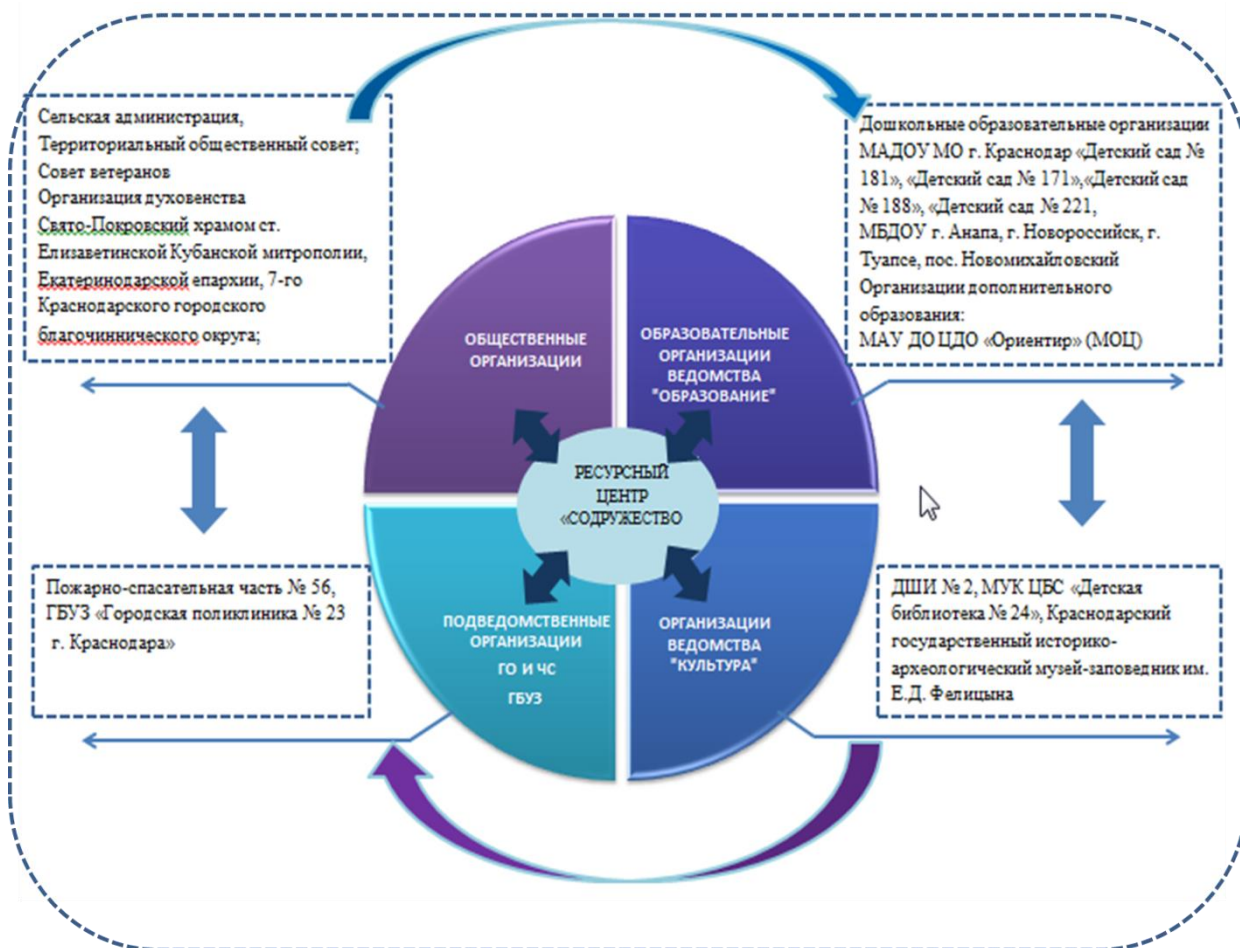 Сельская администрация,
Территориальный общественный совет;
Совет ветеранов
Организация духовенства
Свято-Покровский храмом ст.
Елизаветинской Кубанской митрополии,
Екатеринодарской епархии, 7-го
Краснодарского городского
благочиннического округа;
Дошкольные образовательные организации
МАДОУ МО г. Краснодар «Детский сад №
181», «Детский сад № 171»,«Детский сад
№ 188», «Детский сад № 221,
МБДОУ г. Анапа, г. Новороссийск, г.
Туапсе, пос. Новомихайловский
Организации дополнительного
образования:
МАУ ДО ЦДО «Ориентир» (МОЦ)
ОБЩЕСТВЕННЫЕ
ОРГАНИЗАЦИИ
ОБРАЗОВАТЕЛЬНЫЕ
ОРГАНИЗАЦИИ
ВЕДОМСТВА
"ОБРАЗОВАНИЕ"
РЕСУРСНЫЙ
ЦЕНТР
«СОДРУЖЕСТВО
Пожарно-спасательная часть № 56,
ГБУЗ «Городская поликлиника № 23
г. Краснодара»
ПОДВЕДОМСТВЕННЫЕ
ОРГАНИЗАЦИИ
ГО И ЧС
ГБУЗ
ОРГАНИЗАЦИИ
ВЕДОМСТВА
"КУЛЬТУРА"
ДШИ № 2, МУК ЦБС «Детская
библиотека № 24», Краснодарский
государственный историко-
археологический музей-заповедник им.
Е.Д. Фелицына